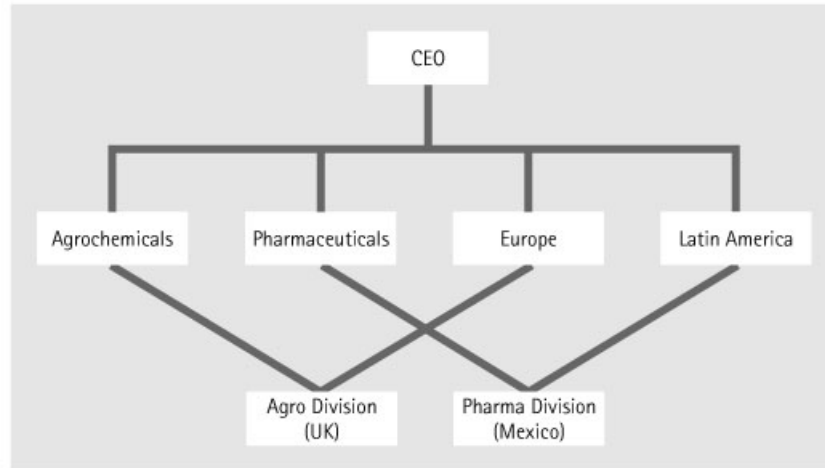 CEO
Agrochemicals
Pharmaceuticals
Europe
Latin America
Agro Division
(UK)
Pharma Division
(Mexico)